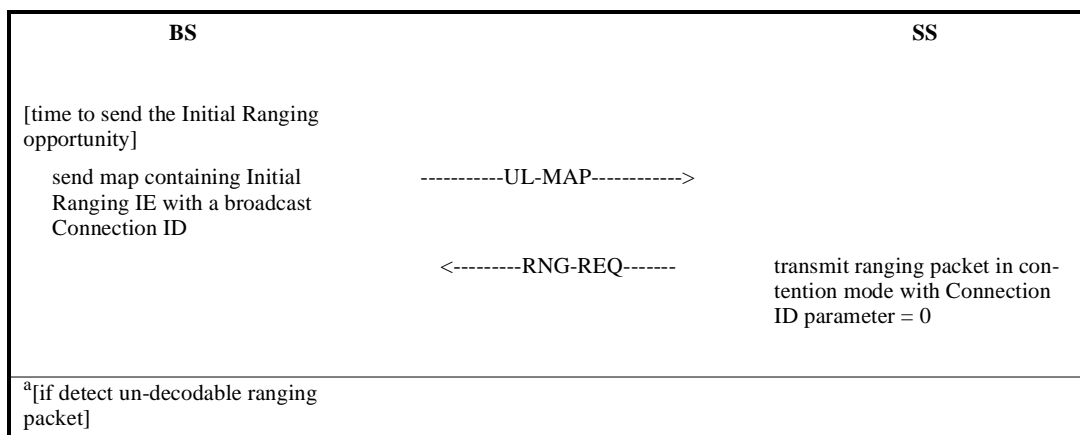 BS SS
[time to send the Initial Ranging
opportunity]
send map containing Initial
Ranging IE with a broadcast
Connection ID
-----------UL-MAP------------>
<---------RNG-REQ-------
transmit ranging packet in con-
tention mode with Connection
ID parameter = 0
a[if detect un-decodable ranging
packet]